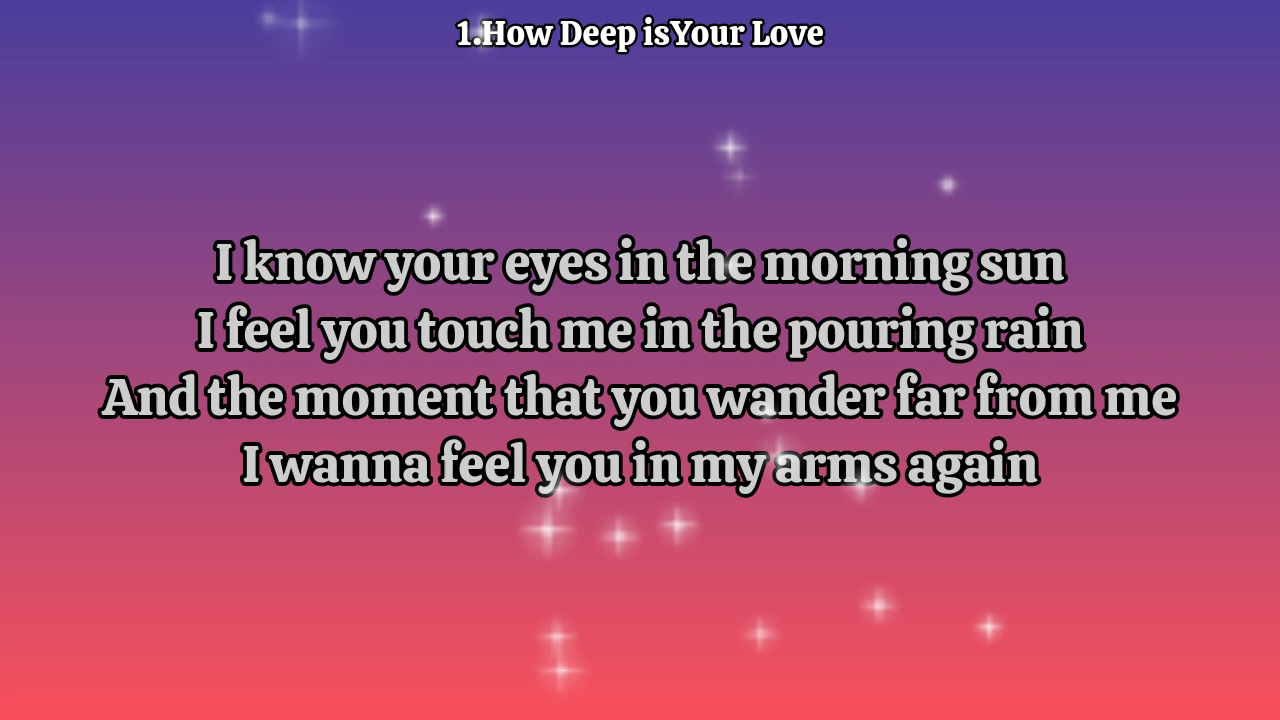 1.How Deep isYour Love
I know your eyes in the morning sun
I feel you touch me in the pouring rain
And the moment that you wander far from me
I wanna feel you in my arms again